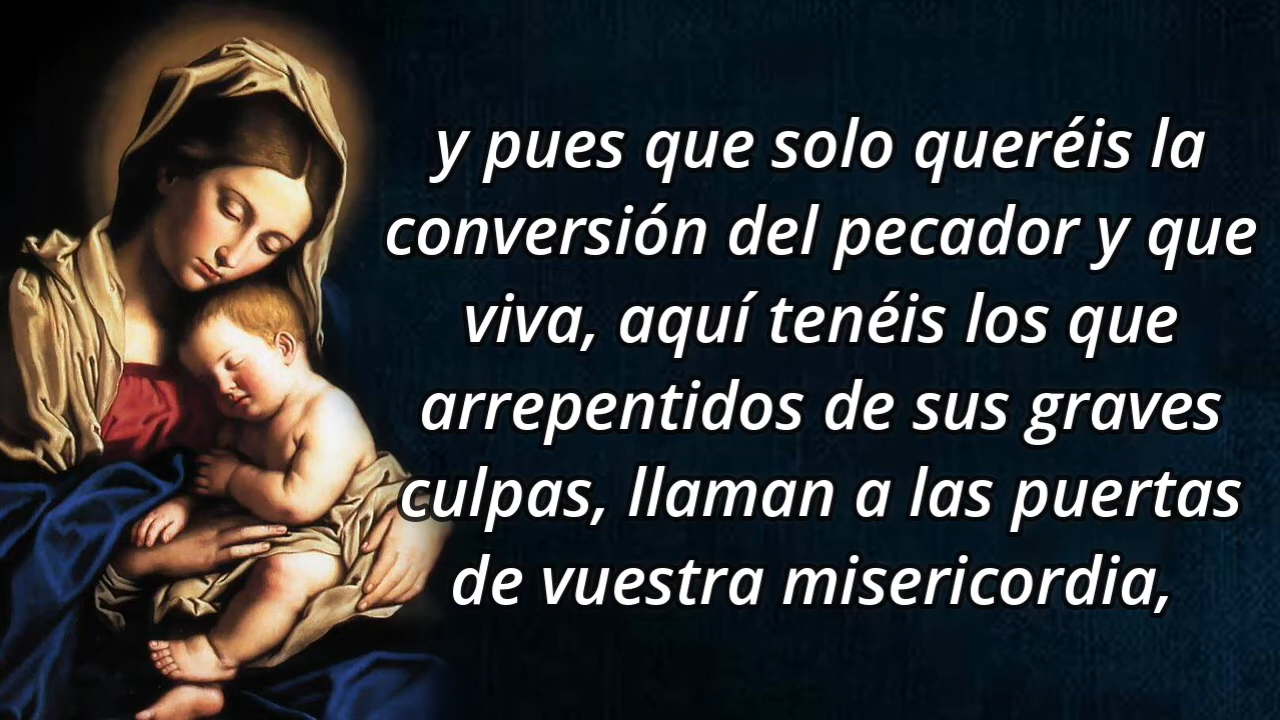 y pues que solo queréis la
conversión del pecador y que
viva, aquí tenéis los que
arrepentidos de sus graves
culpas, llaman a las puertas
de vuestra misericordia,